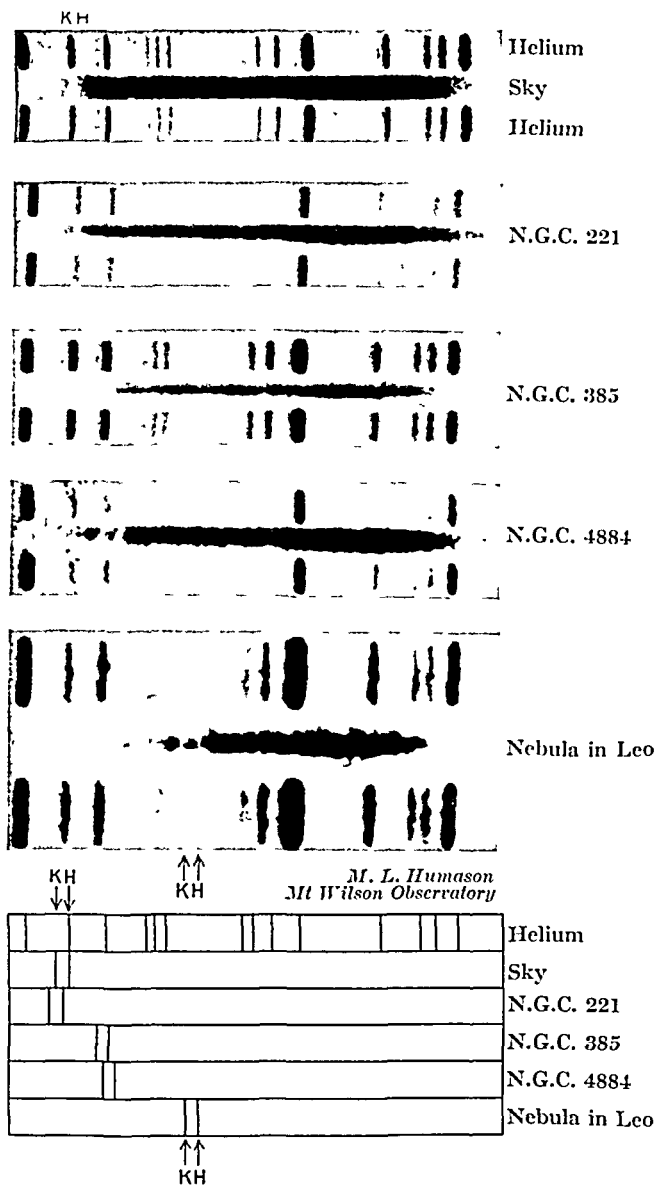 K H
Helium
Sky
Helium
N.G.C. 221
N.G.C. 385
N.G.C. 4884
Nebula in Leo
K H
M. L. Humason
Mt Wilson Observatory
K H
Helium
Sky
N.G.C. 221
N.G.C. 385
N.G.C. 4884
Nebula in Leo
K H